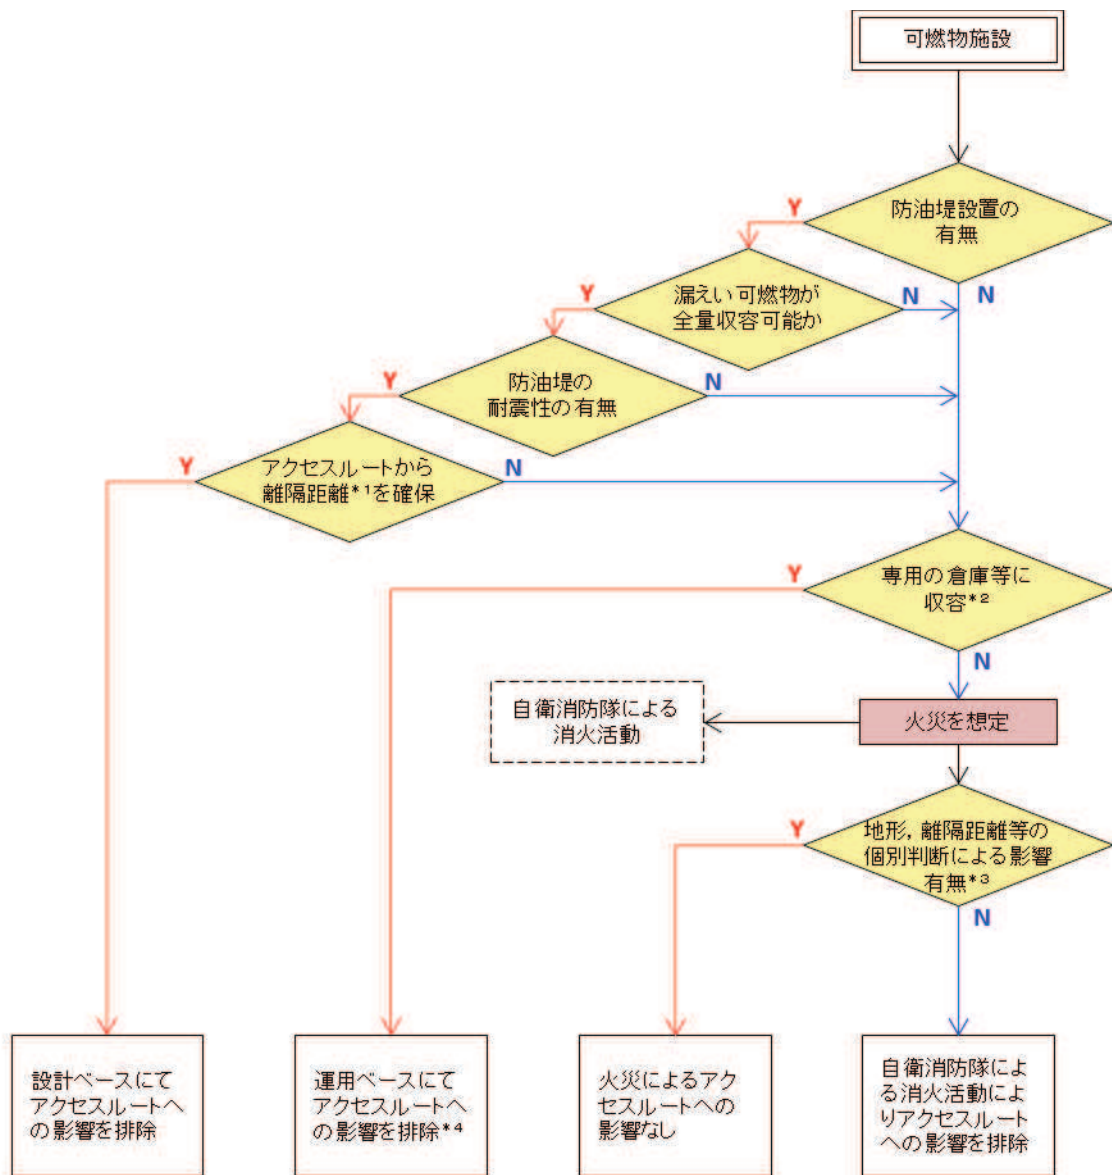 可燃物施設
防油堤設置の
有無
Y
N
漏えい可燃物が
全量収容可能か
Y
N
防油堤の
耐震性の有無
Y
N
アクセスルートから
離隔距離*1を確保
Y
N
専用の倉庫等に
収容*2
Y
N
火災を想定
自衛消防隊による
消火活動
地形，離隔距離等の
個別判断による影響
有無*3
Y
N
設計ベースにて
アクセスルートへ
の影響を排除
運用ベースにて
アクセスルートへ
の影響を排除*4
火災によるアク
セスルートへの
影響なし
自衛消防隊によ
る消火活動によ
りアクセスルート
への影響を排除